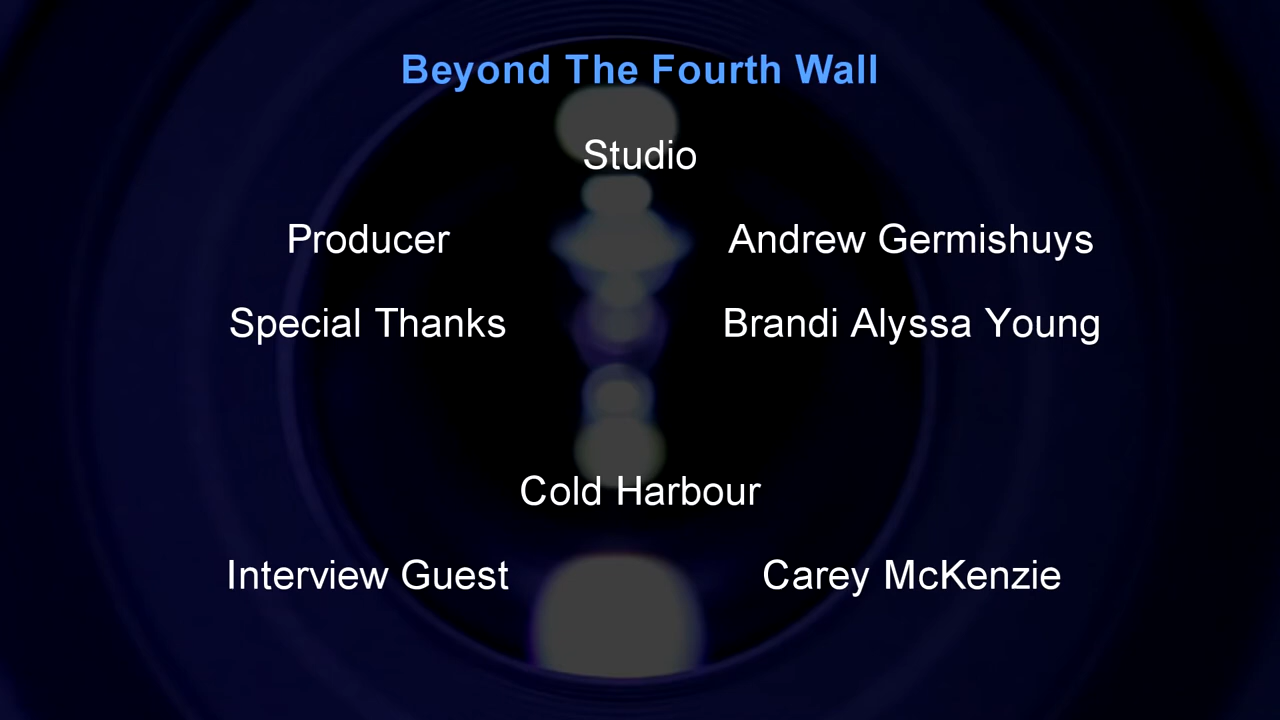 Beyond The Fourth Wall
Studio
Producer Andrew Germishuys
Special Thanks Brandi Alyssa Young
Cold Harbour
Interview Guest Carey McKenzie